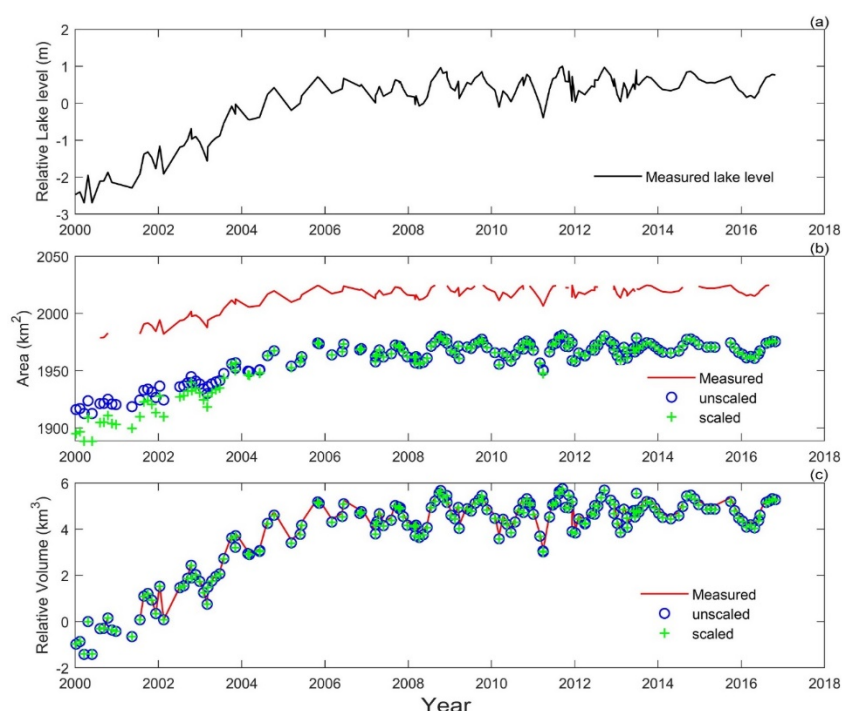 (a)
Relative Lake level (m)
2
1
0
-1
-2
-3
Measured lake level
2000 2002 2004 2006 2008 2010 2012 2014 2016 2018
(b)
Area (km2)
2050
2000
1950
1900
Measured
unscaled
scaled
2000 2002 2004 2006 2008 2010 2012 2014 2016 2018
(c)
Relative Volume (km3)
6
4
2
0
-2
Measured
unscaled
scaled
2000 2002 2004 2006 2008 2010 2012 2014 2016 2018
Year